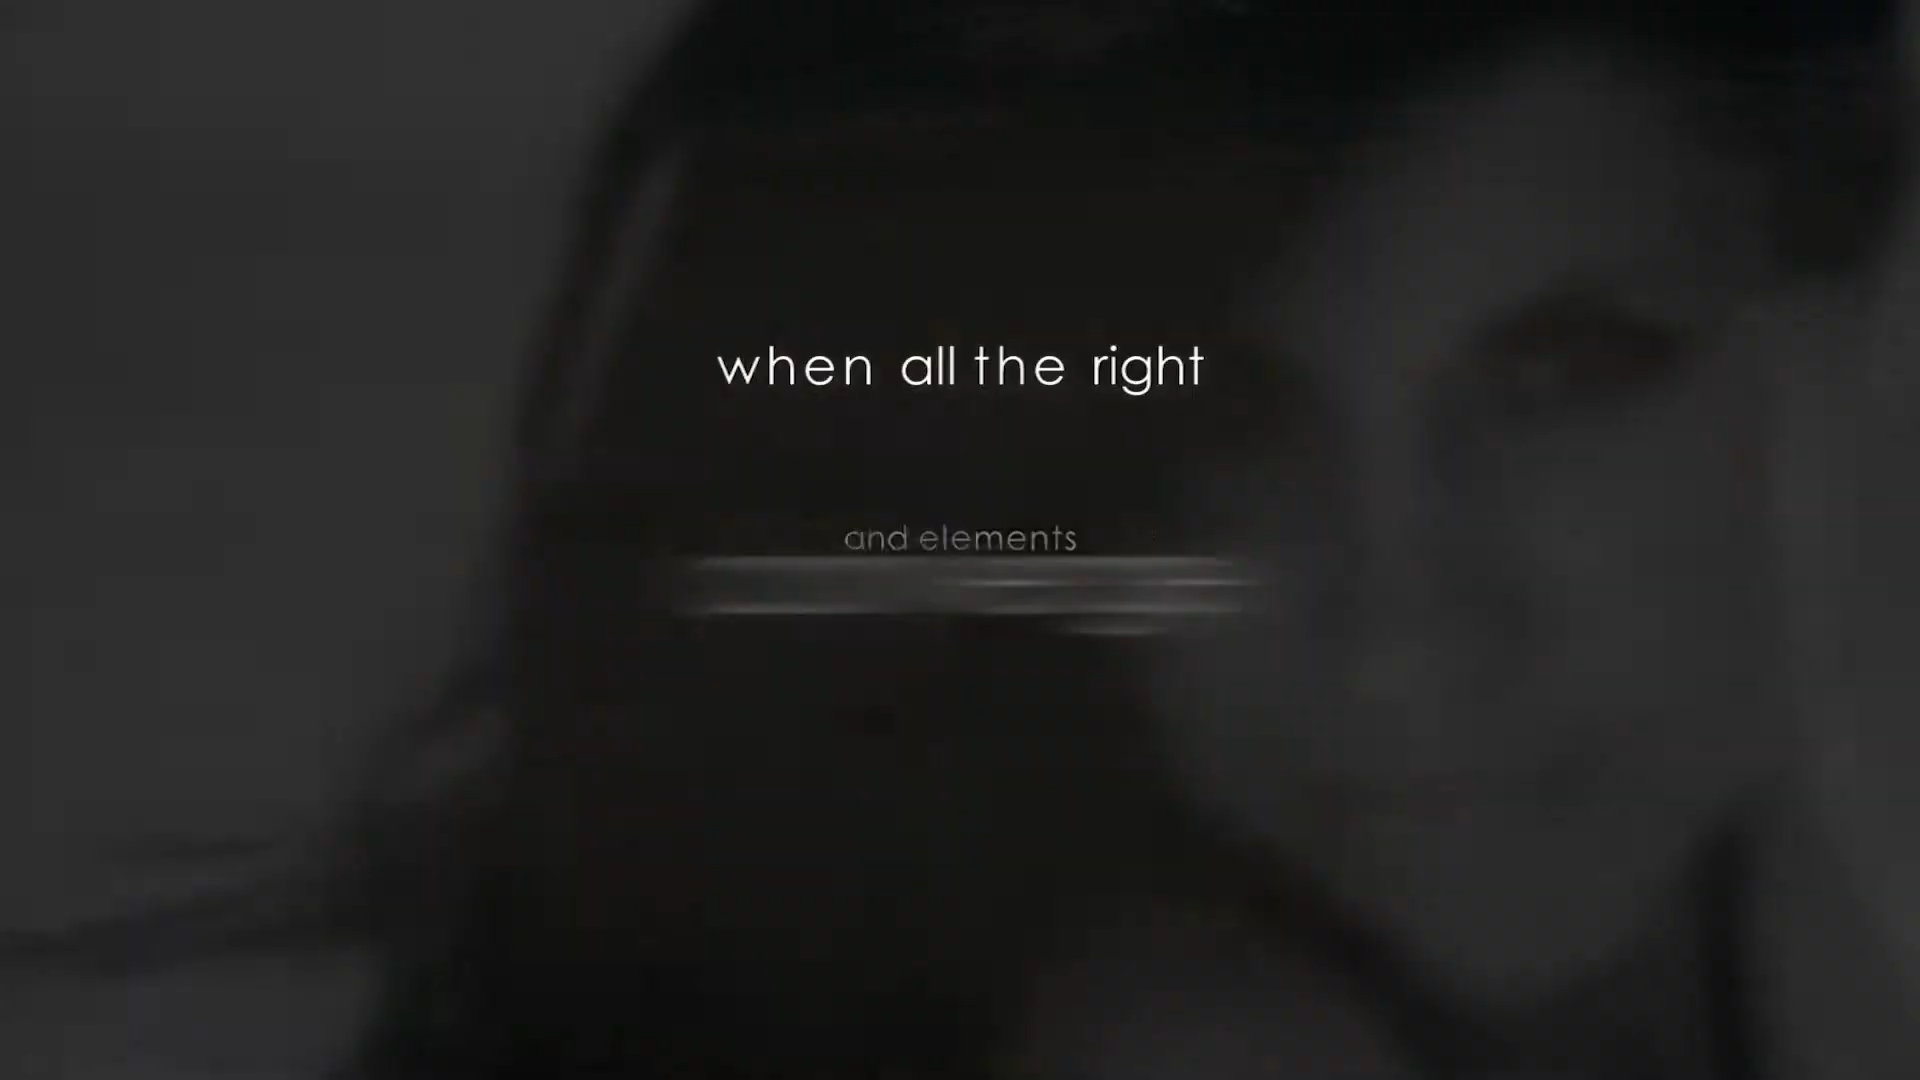 when all the right
and elements